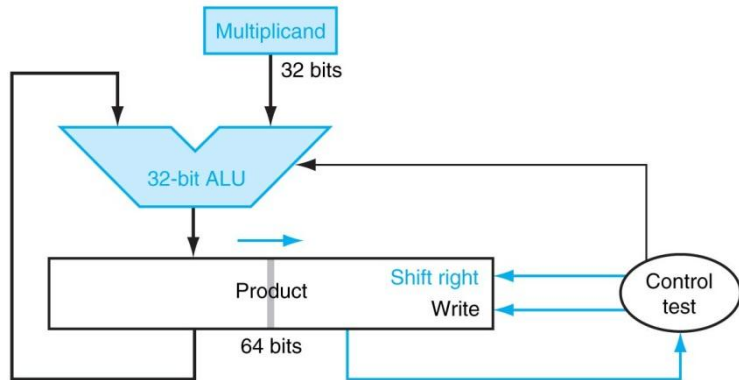 Multiplicand
32 bits
32-bit ALU
Product
Shift right
Write
Control
test
64 bits